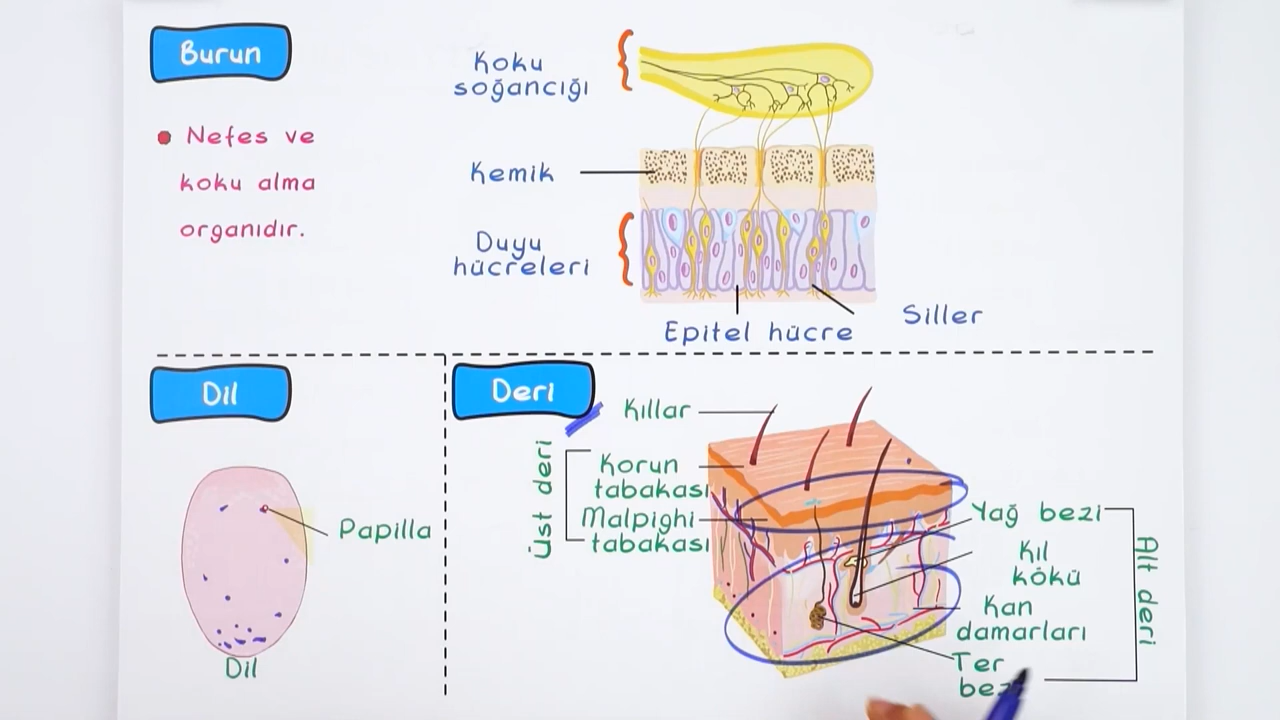 Burun
Nefes ve
koku alma
organıdır.
Koku
soğancığı
Kemik
Duyu
hücreleri
Epitel hücre
Siller
Dil
Papilla
Dil
Deri
Üst deri
Kıllar
Korun
tabakası
Malpighi
tabakası
Yağ bezi
Kıl
kökü
Kan
damarları
Ter
Alt deri